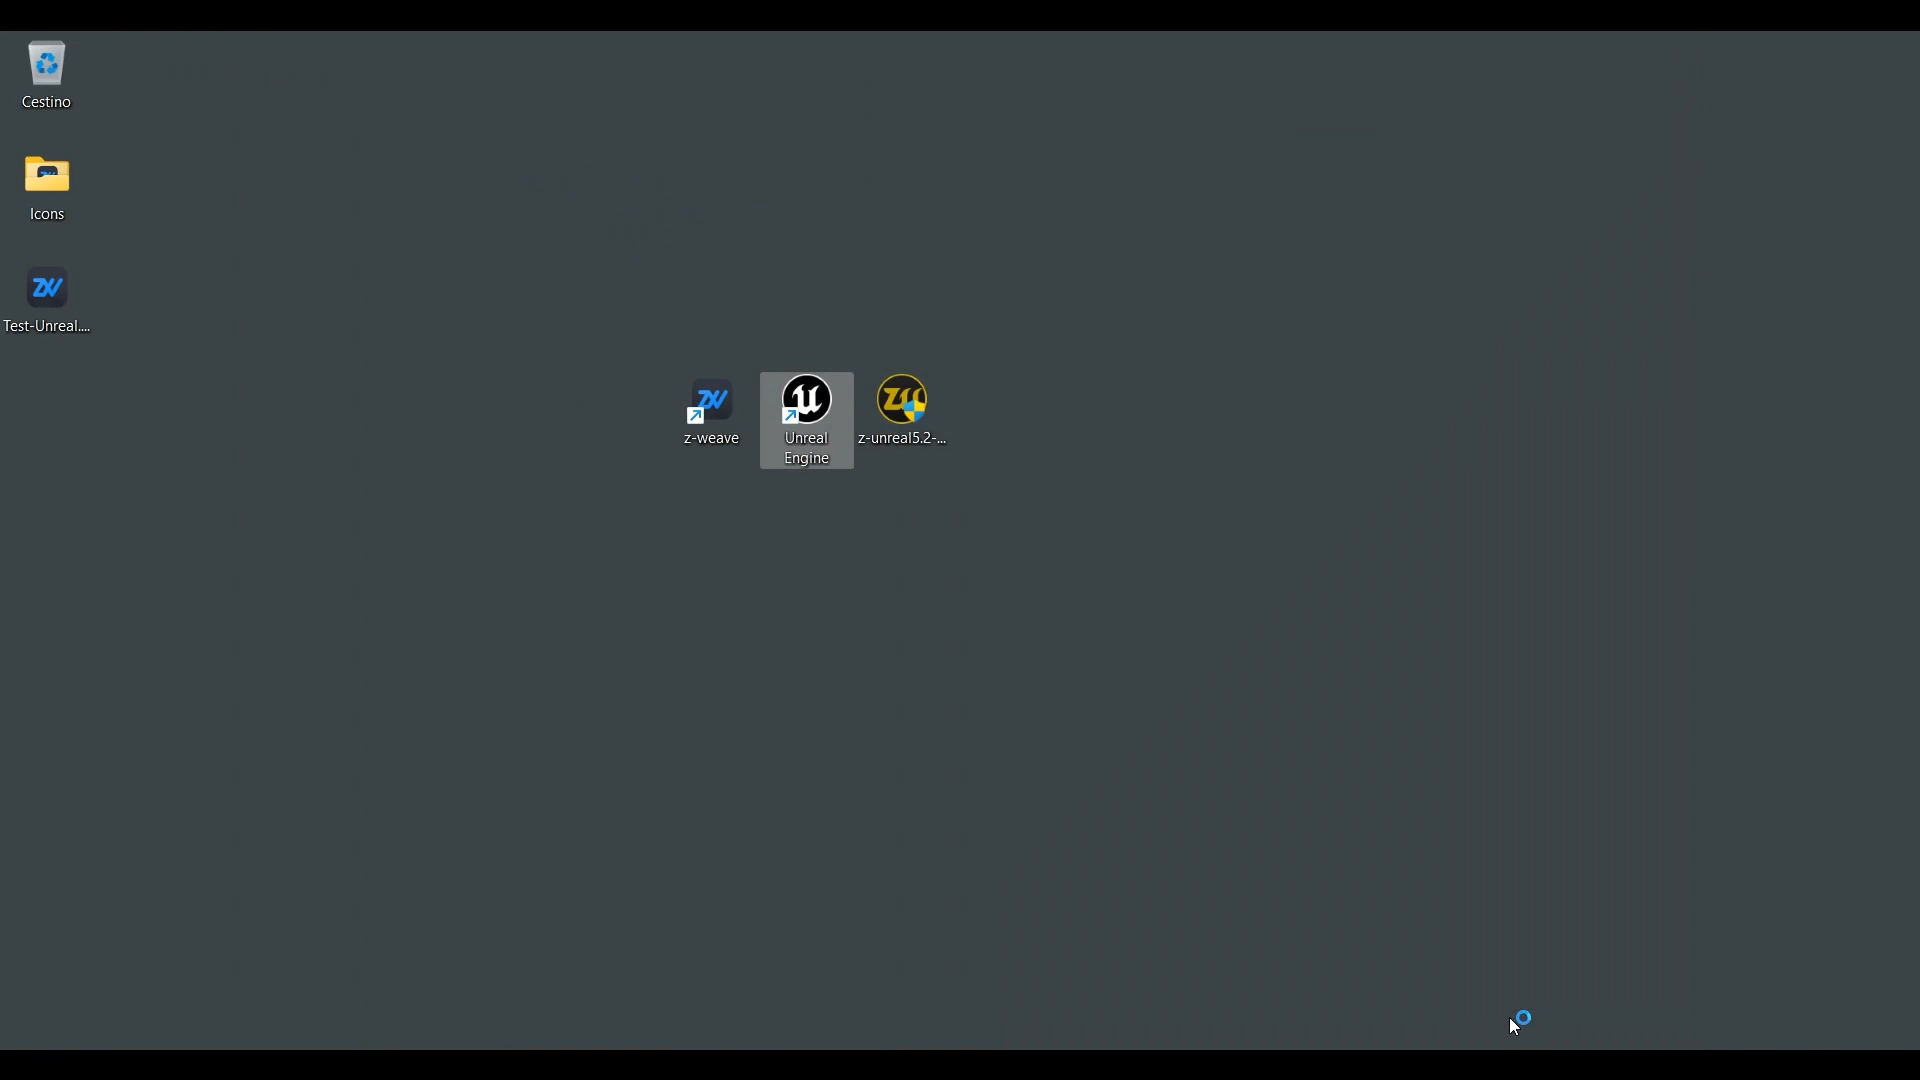 Cestino
Icons
Test-Unreal....
z-weave
Unreal
Engine
z-unreal5.2-...